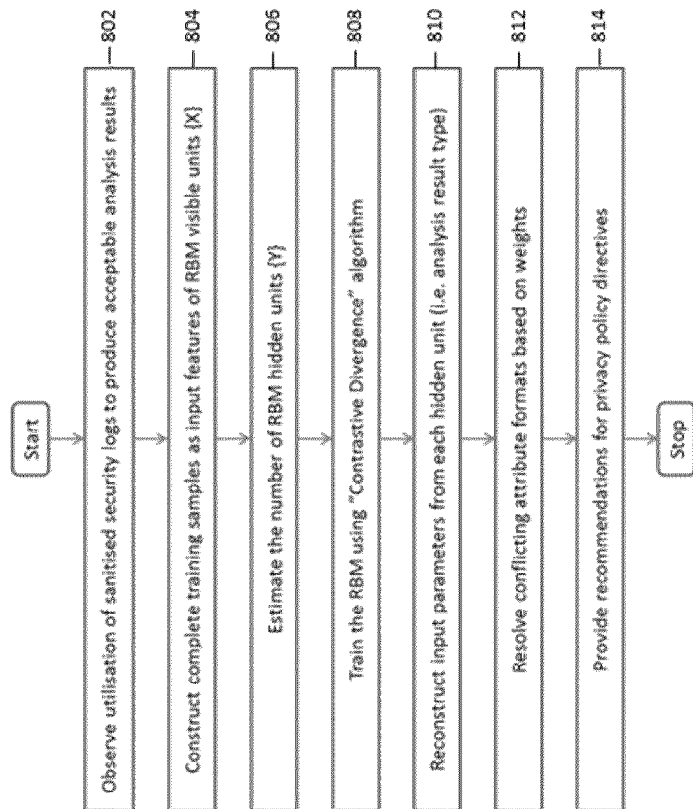 Start
Observe utilisation of sanitised security logs to produce acceptable analysis results
802
Construct complete training samples as input features of RBM visible units {X}
804
Estimate the number of RBM hidden units {Y}
806
Train the RBM using "Contrastive Divergence" algorithm
808
Reconstruct input parameters from each hidden unit (i.e. analysis result type)
810
Resolve conflicting attribute formats based on weights
812
Provide recommendations for privacy policy directives
814
Stop